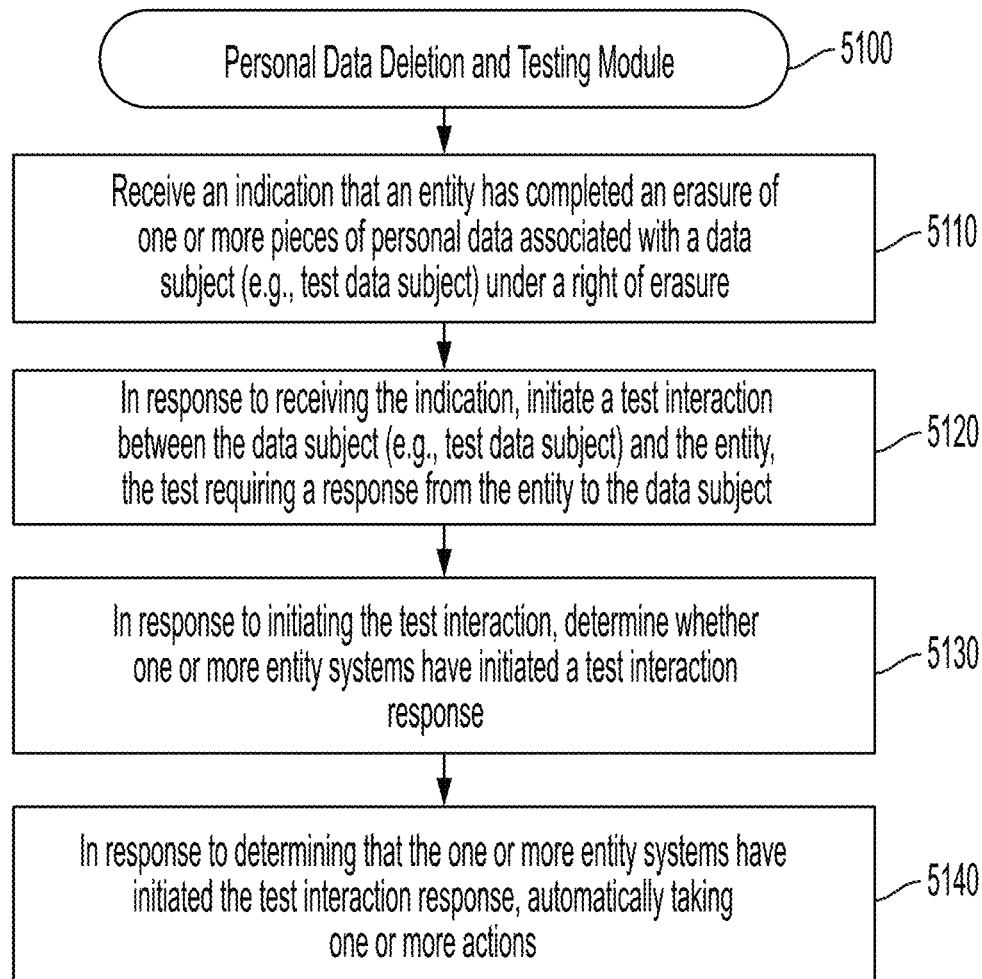 Personal Data Deletion and Testing Module
5100
Receive an indication that an entity has completed an erasure of
one or more pieces of personal data associated with a data
subject (e.g., test data subject) under a right of erasure
5110
In response to receiving the indication, initiate a test interaction
between the data subject (e.g., test data subject) and the entity,
the test requiring a response from the entity to the data subject
5120
In response to initiating the test interaction, determine whether
one or more entity systems have initiated a test interaction
response
5130
In response to determining that the one or more entity systems have
initiated the test interaction response, automatically taking
one or more actions
5140